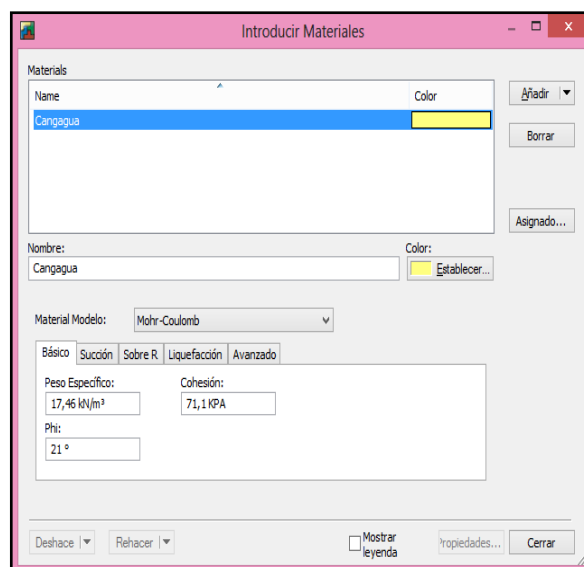 Introducir Materiales
Materials
Name Color
Cangagua
Añadir
Borrar
Asignado...
Nombre: Color:
Cangagua Establecer...
Material Modelo: Mohr-Coulomb
Básico Succión Sobre R Liquefacción Avanzado
Peso Específico: Cohesión:
17,46 kN/m³ 71,1 KPA
Phi:
21 °
Deshace Rehacer Mostrar leyenda Propiedades... Cerrar